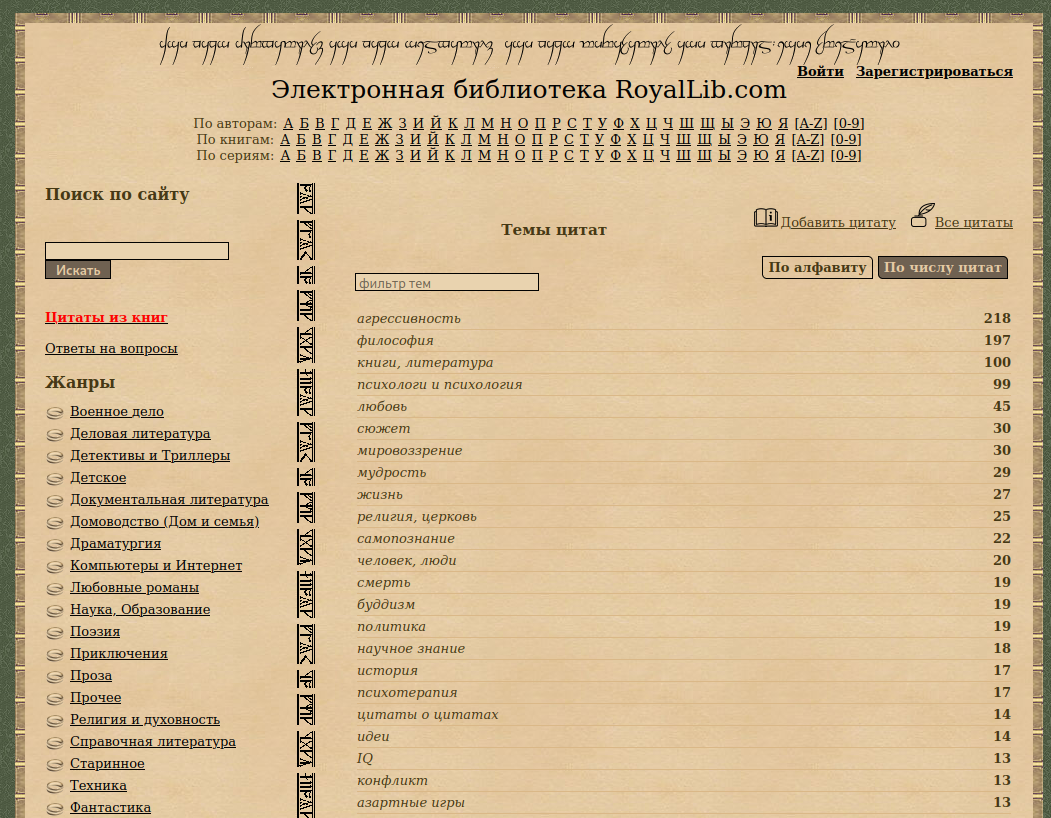 Войти Зарегистрироваться
Электронная библиотека RoyalLib.com
По авторам: А Б В Г Д Е Ж З И Й К Л М Н О П Р С Т У Ф Х Ц Ч Ш Щ Ы Э Ю Я [A-Z] [0-9]
По книгам: А Б В Г Д Е Ж З И Й К Л М Н О П Р С Т У Ф Х Ц Ч Ш Щ Ы Э Ю Я [A-Z] [0-9]
По сериям: А Б В Г Д Е Ж З И Й К Л М Н О П Р С Т У Ф Х Ц Ч Ш Щ Ы Э Ю Я [A-Z] [0-9]
Поиск по сайту
Искать
Цитаты из книг
Ответы на вопросы
Жанры
Военное дело
Деловая литература
Детективы и Триллеры
Детское
Документальная литература
Домоводство (Дом и семья)
Драматургия
Компьютеры и Интернет
Любовные романы
Наука, Образование
Поэзия
Приключения
Проза
Прочее
Религия и духовность
Справочная литература
Старинное
Техника
Фантастика
Добавить цитату Все цитаты
Темы цитат
По алфавиту По числу цитат
фильтр тем
агрессивность 218
философия 197
книги, литература 100
психологи и психология 99
любовь 45
сюжет 30
мировоззрение 30
мудрость 29
жизнь 27
религия, церковь 25
самопознание 22
человек, люди 20
смерть 19
буддизм 19
политика 19
научное знание 18
история 17
психотерапия 17
цитаты о цитатах 14
идеи 14
IQ 13
конфликт 13
азартные игры 13